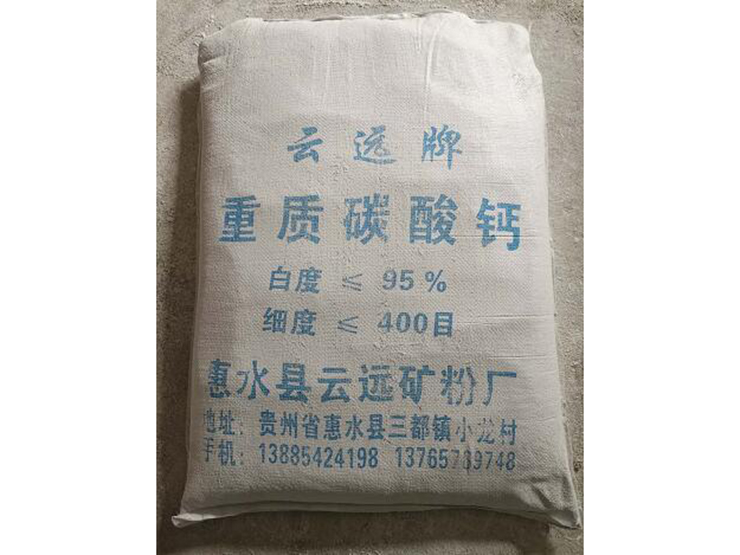 云远牌
重质碳酸钙
白度 ≤ 95%
细度 ≤ 400目
惠水县云远矿粉厂
地址：贵州省惠水县三都镇小龙村
手机：13885424198 13765789748